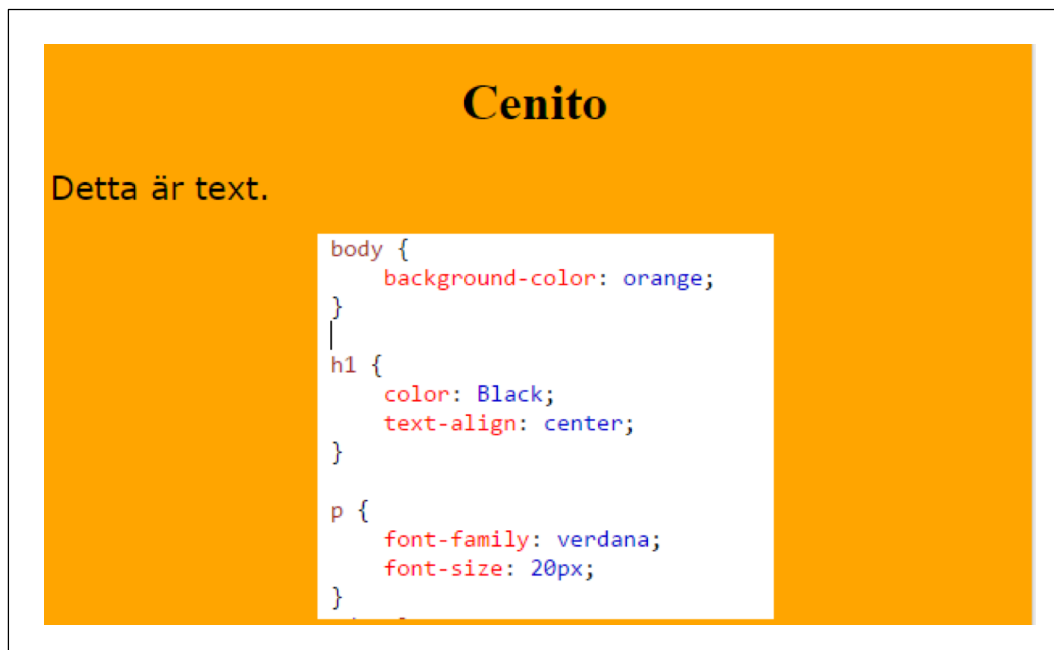 Cenito
Detta är text.
body {
background-color: orange;
}
h1 {
color: Black;
text-align: center;
}
p {
font-family: verdana;
font-size: 20px;
}